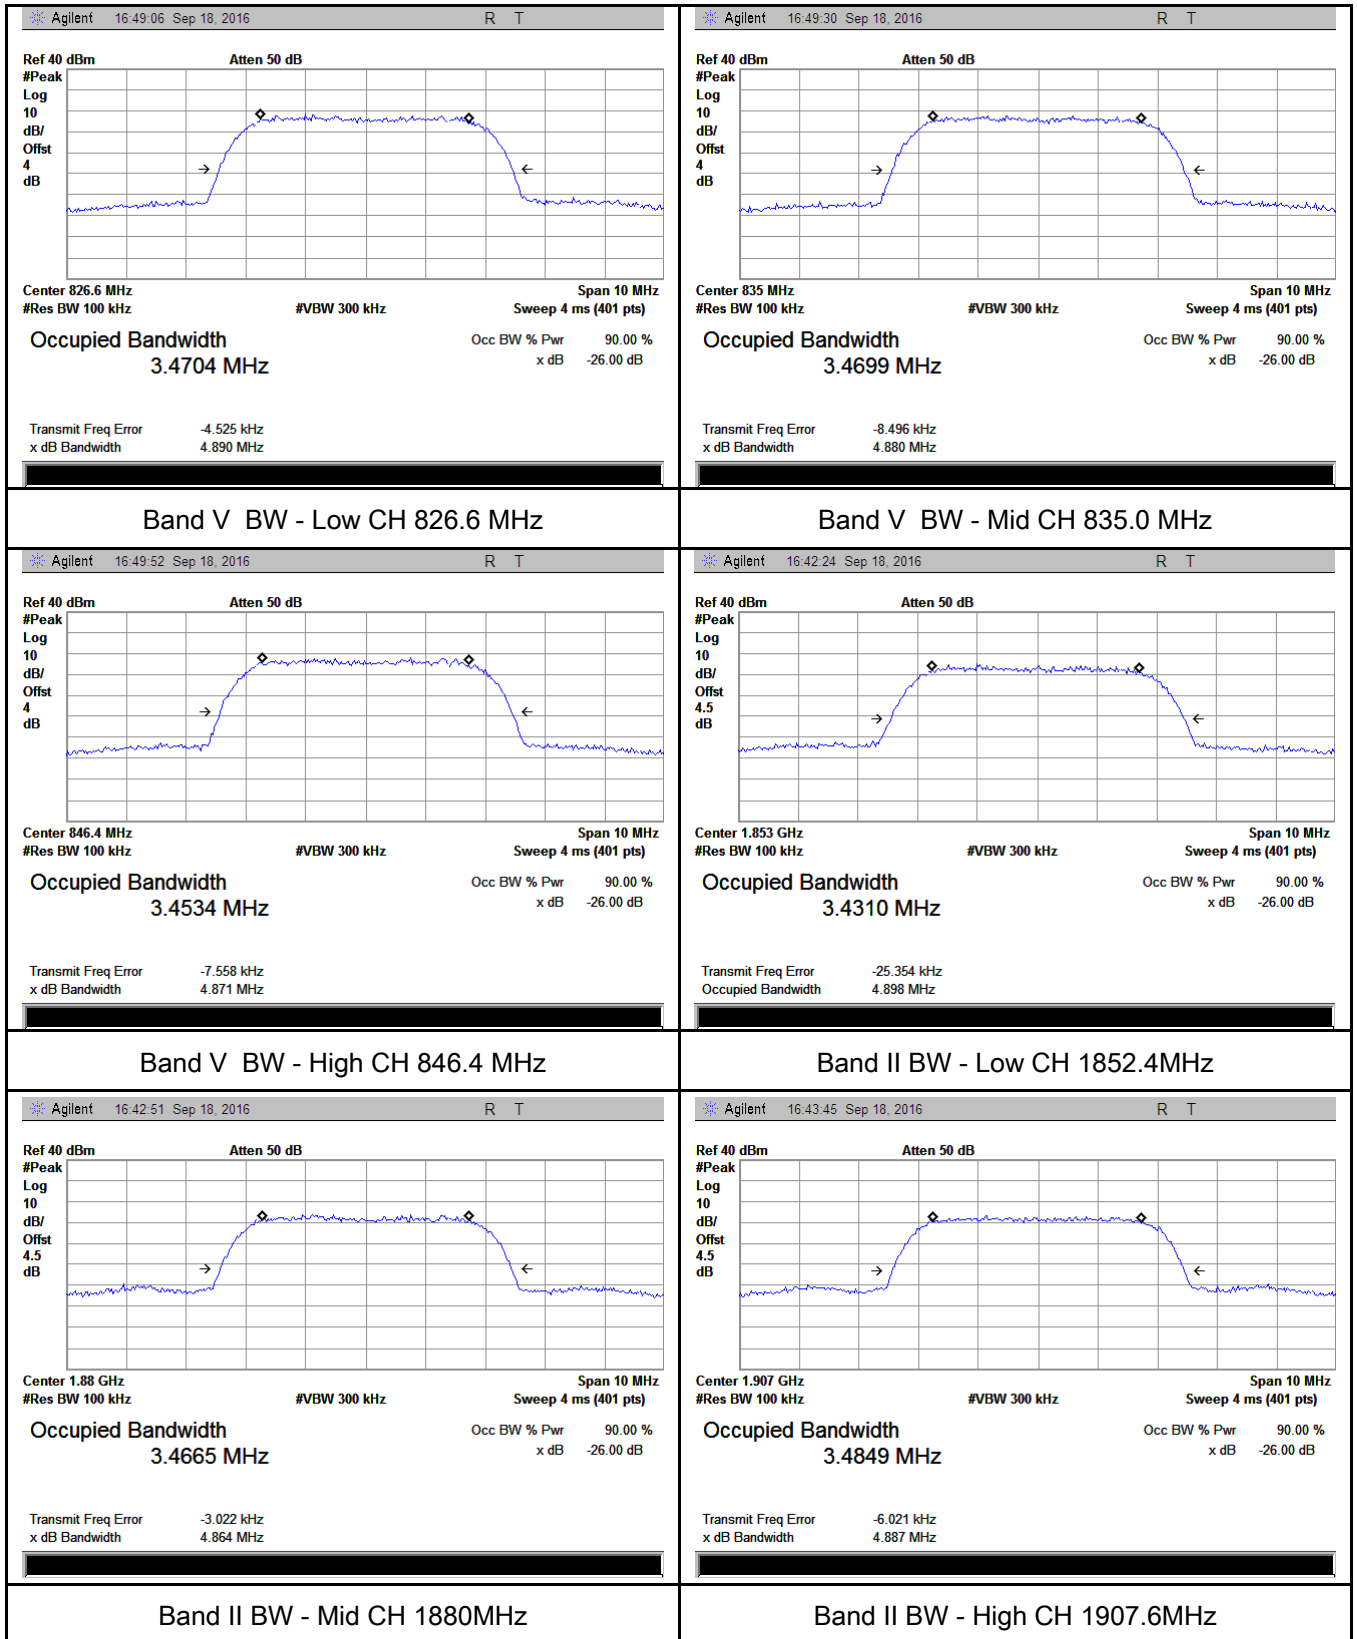 Agilent 16:49:06 Sep 18, 2016 R T
Ref 40 dBm Atten 50 dB
#Peak
Log
10
dB/
Offst
4
dB
Center 826.6 MHz Span 10 MHz
#Res BW 100 kHz #VBW 300 kHz Sweep 4 ms (401 pts)
Occupied Bandwidth Occ BW % Pwr 90.00 %
3.4704 MHz x dB -26.00 dB
Transmit Freq Error -4.525 kHz
x dB Bandwidth 4.890 MHz
Band V BW - Low CH 826.6 MHz
Agilent 16:49:30 Sep 18, 2016 R T
Ref 40 dBm Atten 50 dB
#Peak
Log
10
dB/
Offst
4
dB
Center 835 MHz Span 10 MHz
#Res BW 100 kHz #VBW 300 kHz Sweep 4 ms (401 pts)
Occupied Bandwidth Occ BW % Pwr 90.00 %
3.4699 MHz x dB -26.00 dB
Transmit Freq Error -8.496 kHz
x dB Bandwidth 4.880 MHz
Band V BW - Mid CH 835.0 MHz
Agilent 16:49:52 Sep 18, 2016 R T
Ref 40 dBm Atten 50 dB
#Peak
Log
10
dB/
Offst
4
dB
Center 846.4 MHz Span 10 MHz
#Res BW 100 kHz #VBW 300 kHz Sweep 4 ms (401 pts)
Occupied Bandwidth Occ BW % Pwr 90.00 %
3.4534 MHz x dB -26.00 dB
Transmit Freq Error -7.558 kHz
x dB Bandwidth 4.871 MHz
Band V BW - High CH 846.4 MHz
Agilent 16:42:24 Sep 18, 2016 R T
Ref 40 dBm Atten 50 dB
#Peak
Log
10
dB/
Offst
4.5
dB
Center 1.853 GHz Span 10 MHz
#Res BW 100 kHz #VBW 300 kHz Sweep 4 ms (401 pts)
Occupied Bandwidth Occ BW % Pwr 90.00 %
3.4310 MHz x dB -26.00 dB
Transmit Freq Error -25.354 kHz
Occupied Bandwidth 4.898 MHz
Band II BW - Low CH 1852.4MHz
Agilent 16:42:51 Sep 18, 2016 R T
Ref 40 dBm Atten 50 dB
#Peak
Log
10
dB/
Offst
4.5
dB
Center 1.88 GHz Span 10 MHz
#Res BW 100 kHz #VBW 300 kHz Sweep 4 ms (401 pts)
Occupied Bandwidth Occ BW % Pwr 90.00 %
3.4665 MHz x dB -26.00 dB
Transmit Freq Error -3.022 kHz
x dB Bandwidth 4.864 MHz
Band II BW - Mid CH 1880MHz
Agilent 16:43:45 Sep 18, 2016 R T
Ref 40 dBm Atten 50 dB
#Peak
Log
10
dB/
Offst
4.5
dB
Center 1.907 GHz Span 10 MHz
#Res BW 100 kHz #VBW 300 kHz Sweep 4 ms (401 pts)
Occupied Bandwidth Occ BW % Pwr 90.00 %
3.4849 MHz x dB -26.00 dB
Transmit Freq Error -6.021 kHz
x dB Bandwidth 4.887 MHz
Band II BW - High CH 1907.6MHz